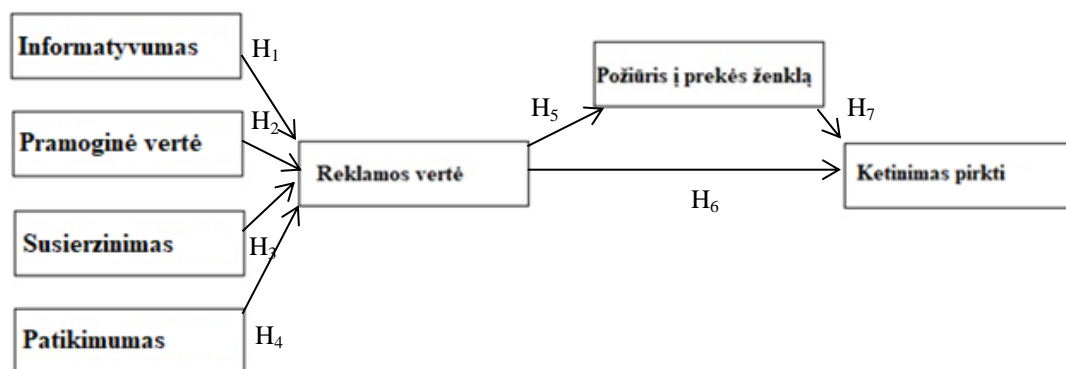 Informatyvumas
H₁
Pramoginė vertė
H₂
Susierzinimas
H₃
Patikimumas
H₄
Reklamos vertė
H₅
Požiūris į prekės ženklą
H₆
H₇
Ketinimas pirkti